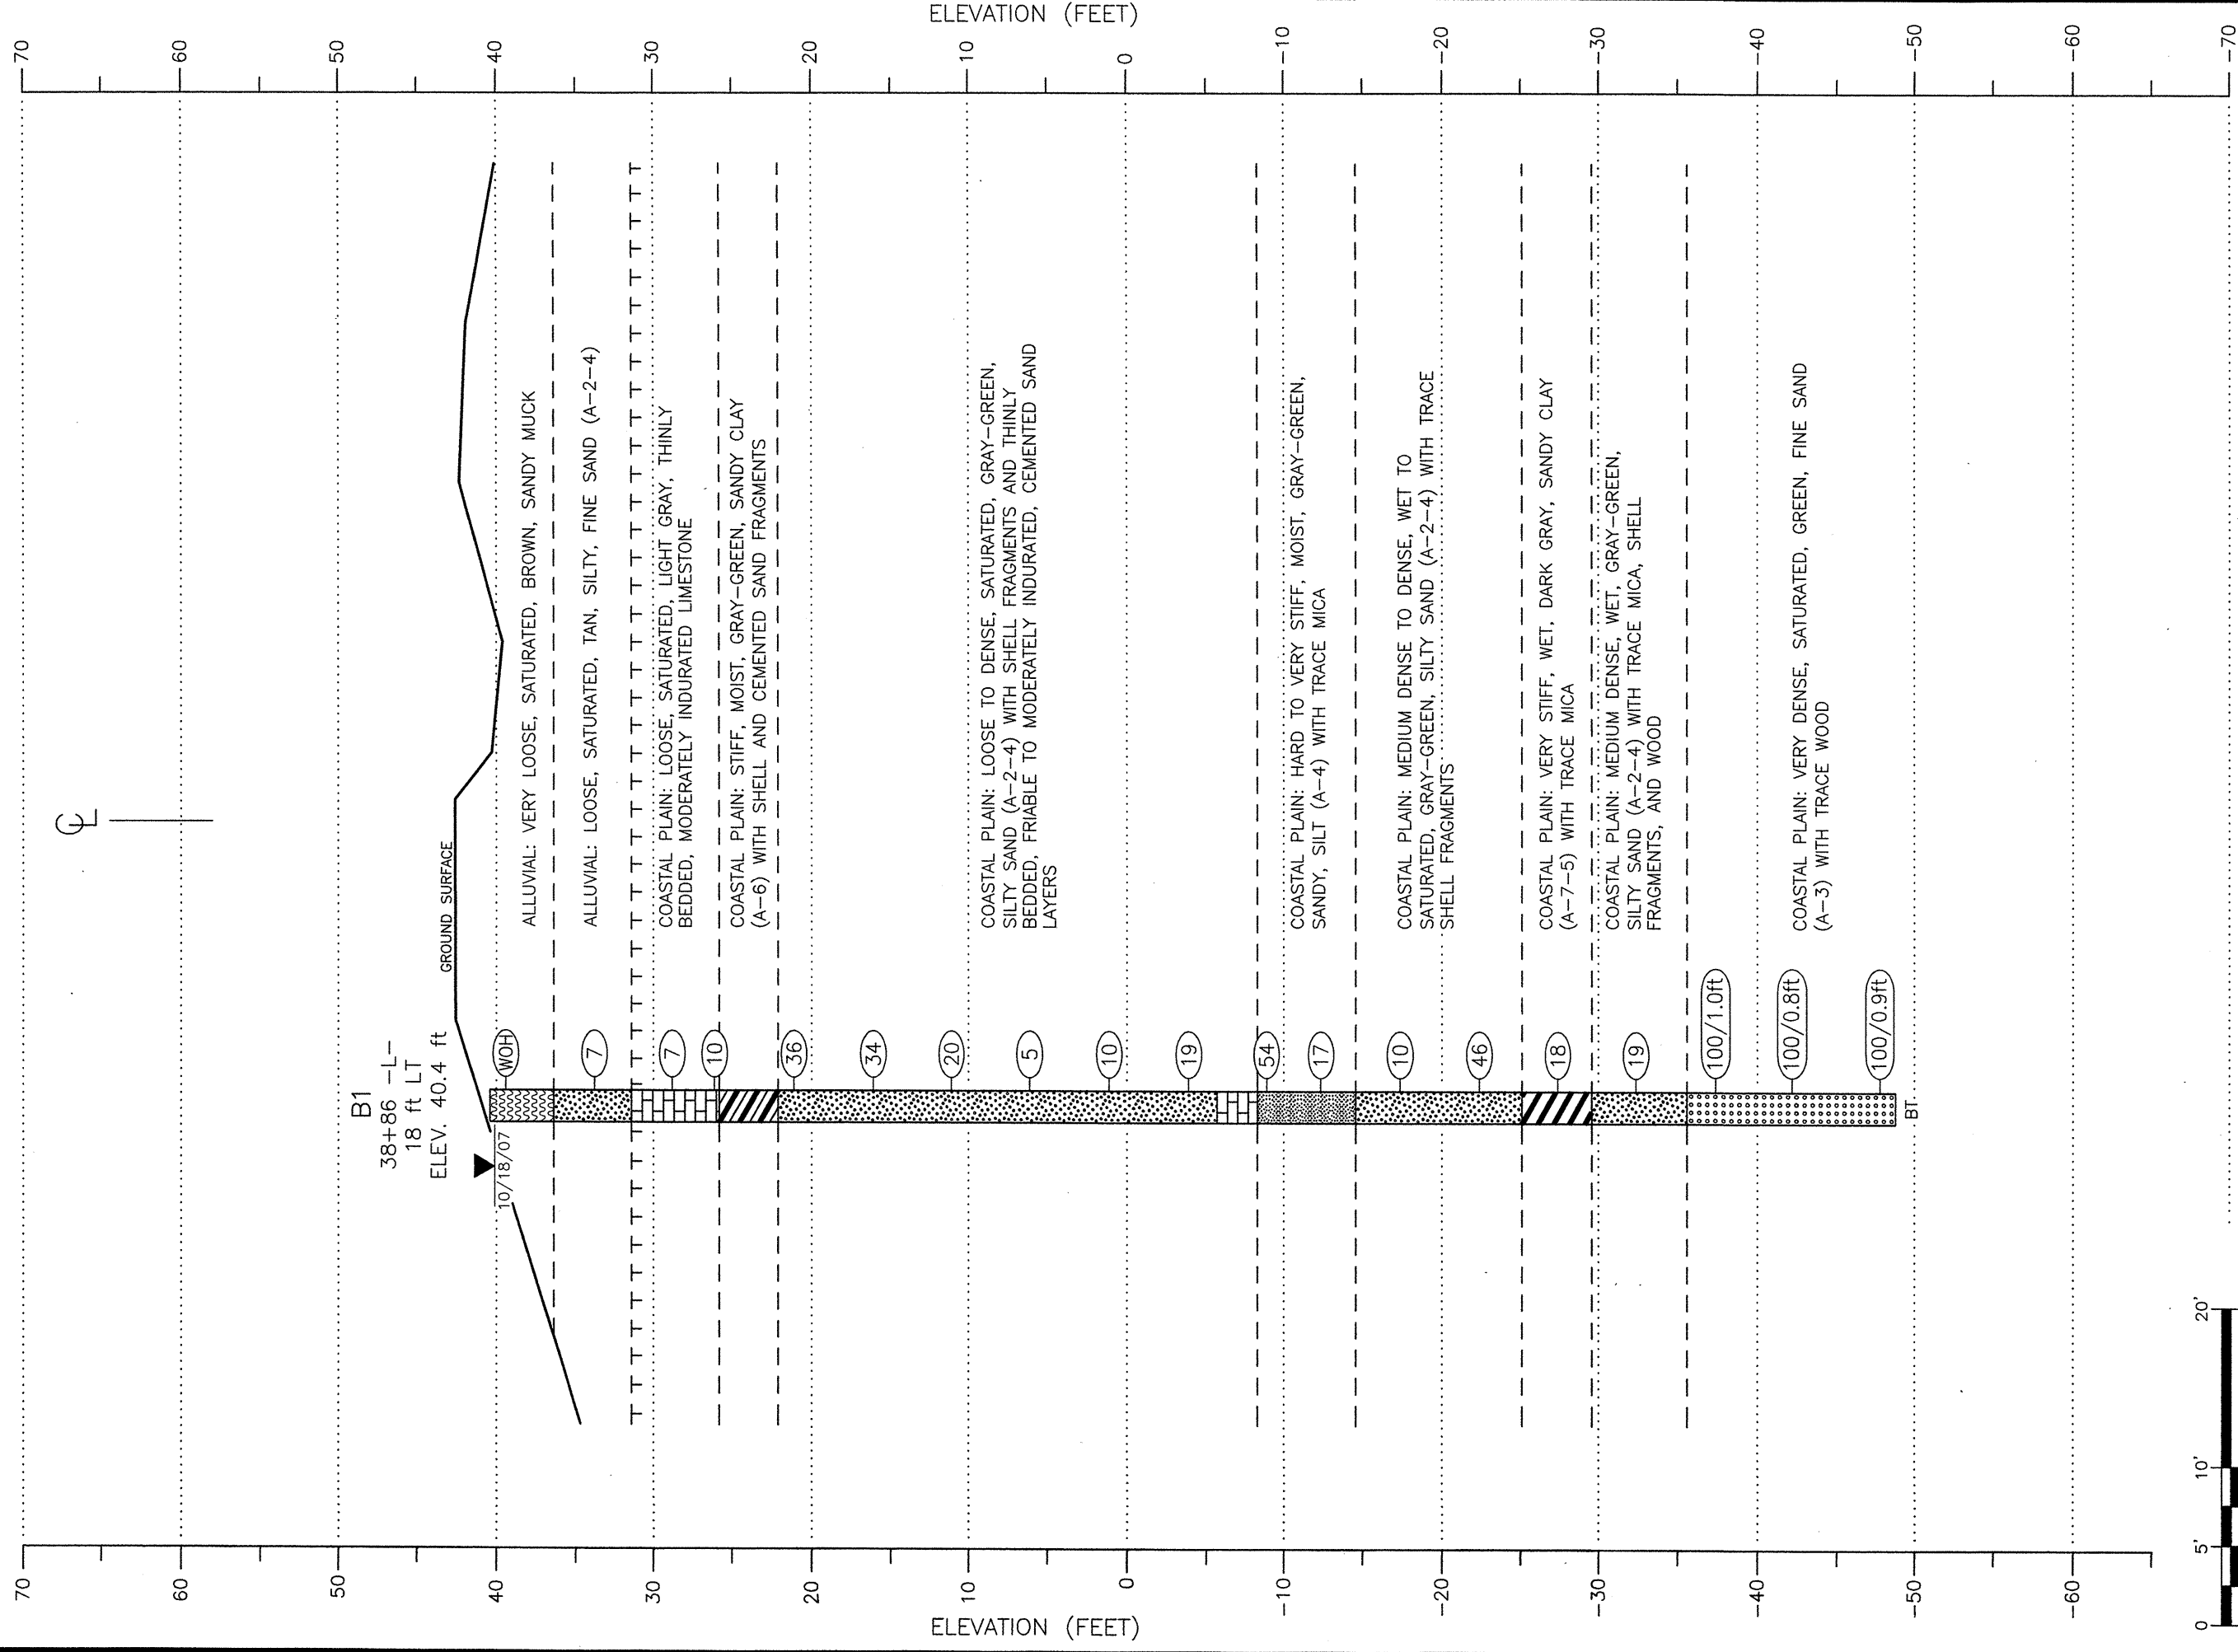 B1
38+86 -L-
18 ft LT
ELEV. 40.4 ft
10/18/07
GROUND SURFACE
CL
ELEVATION (FEET)
70
60
50
40
30
20
10
0
-10
-20
-30
-40
-50
-60
WOH
7
7
10
36
34
20
5
10
19
54
17
10
46
18
19
100/1.0ft
100/0.8ft
100/0.9ft
BT
ALLUVIAL: VERY LOOSE, SATURATED, BROWN, SANDY MUCK
ALLUVIAL: LOOSE, SATURATED, TAN, SILTY, FINE SAND (A-2-4)
COASTAL PLAIN: LOOSE, SATURATED, LIGHT GRAY, THINLY
BEDDED, MODERATELY INDURATED LIMESTONE
COASTAL PLAIN: STIFF, MOIST, GRAY-GREEN, SANDY CLAY
(A-6) WITH SHELL AND CEMENTED SAND FRAGMENTS
COASTAL PLAIN: LOOSE TO DENSE, SATURATED, GRAY-GREEN,
SILTY SAND (A-2-4) WITH SHELL FRAGMENTS AND THINLY
BEDDED, FRIABLE TO MODERATELY INDURATED, CEMENTED SAND
LAYERS
COASTAL PLAIN: HARD TO VERY STIFF, MOIST, GRAY-GREEN,
SANDY, SILT (A-4) WITH TRACE MICA
COASTAL PLAIN: MEDIUM DENSE TO DENSE, WET TO
SATURATED, GRAY-GREEN, SILTY SAND (A-2-4) WITH TRACE
SHELL FRAGMENTS
COASTAL PLAIN: VERY STIFF, WET, DARK GRAY, SANDY CLAY
(A-7-5) WITH TRACE MICA
COASTAL PLAIN: MEDIUM DENSE, WET, GRAY-GREEN,
SILTY SAND (A-2-4) WITH TRACE MICA, SHELL
FRAGMENTS, AND WOOD
COASTAL PLAIN: VERY DENSE, SATURATED, GREEN, FINE SAND
(A-3) WITH TRACE WOOD
ELEVATION (FEET)
70
60
50
40
30
20
10
0
-10
-20
-30
-40
-50
-60
-70
0
5'
10'
20'